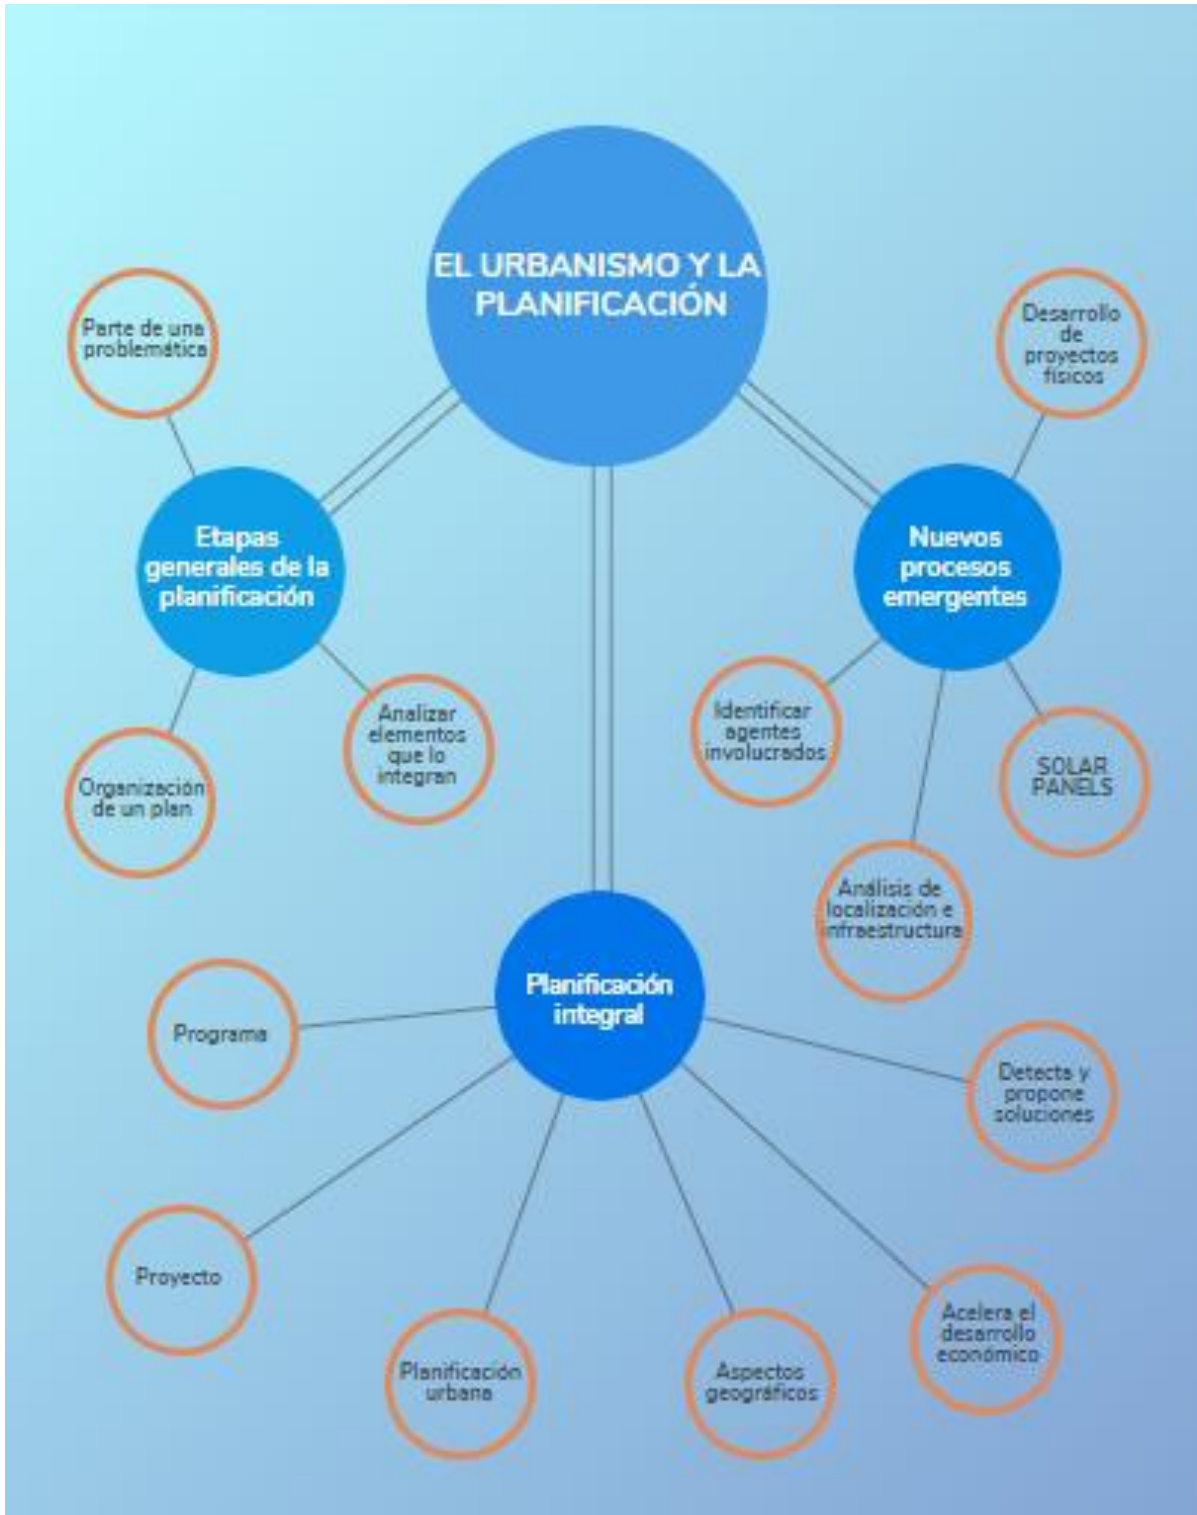 EL URBANISMO Y LA
PLANIFICACIÓN
Parte de una
problemática
Desarrollo
de
proyectos
físicos
Etapas
generales de la
planificación
Nuevos
procesos
emergentes
Organización
de un plan
Analizar
elementos
que lo
integran
Identificar
agentes
involucrados
SOLAR
PANELS
Análisis de
localización e
infraestructura
Planificación
integral
Programa
Proyecto
Planificación
urbana
Aspectos
geográficos
Acelera el
desarrollo
económico
Detecta y
propone
soluciones